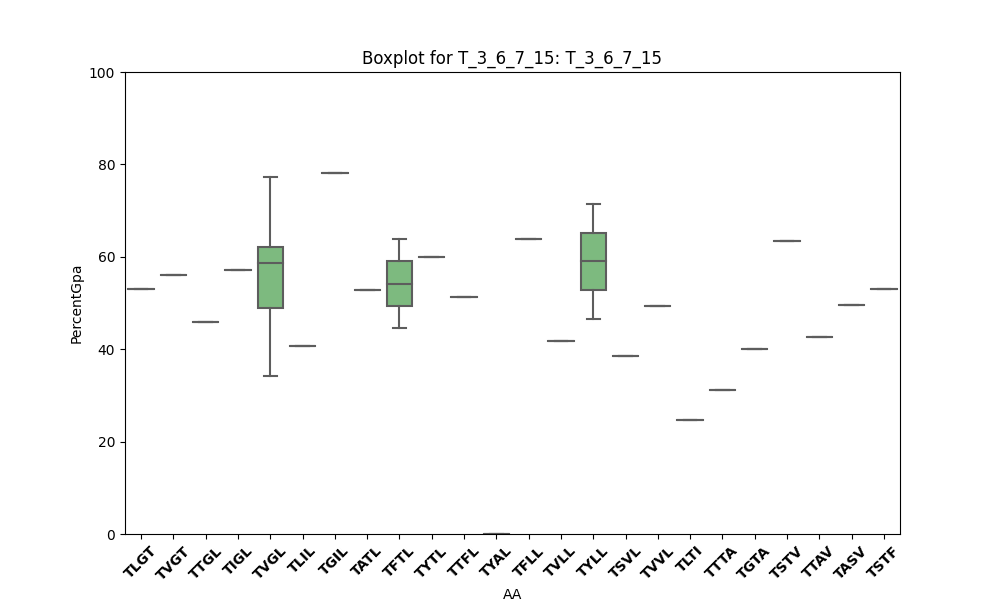 Boxplot for T_3_6_7_15: T_3_6_7_15
100
80
60
40
20
0
PercentGpa
TLGT TVGT TTGL TIGL TVGL TLIL TGIL TATL TFTL TYTL TTFL TYAL TFLL TVLL TYLL TSVL TVVL TLTI TTTA TGTA TSTV TTAV TASV TSTF
AA